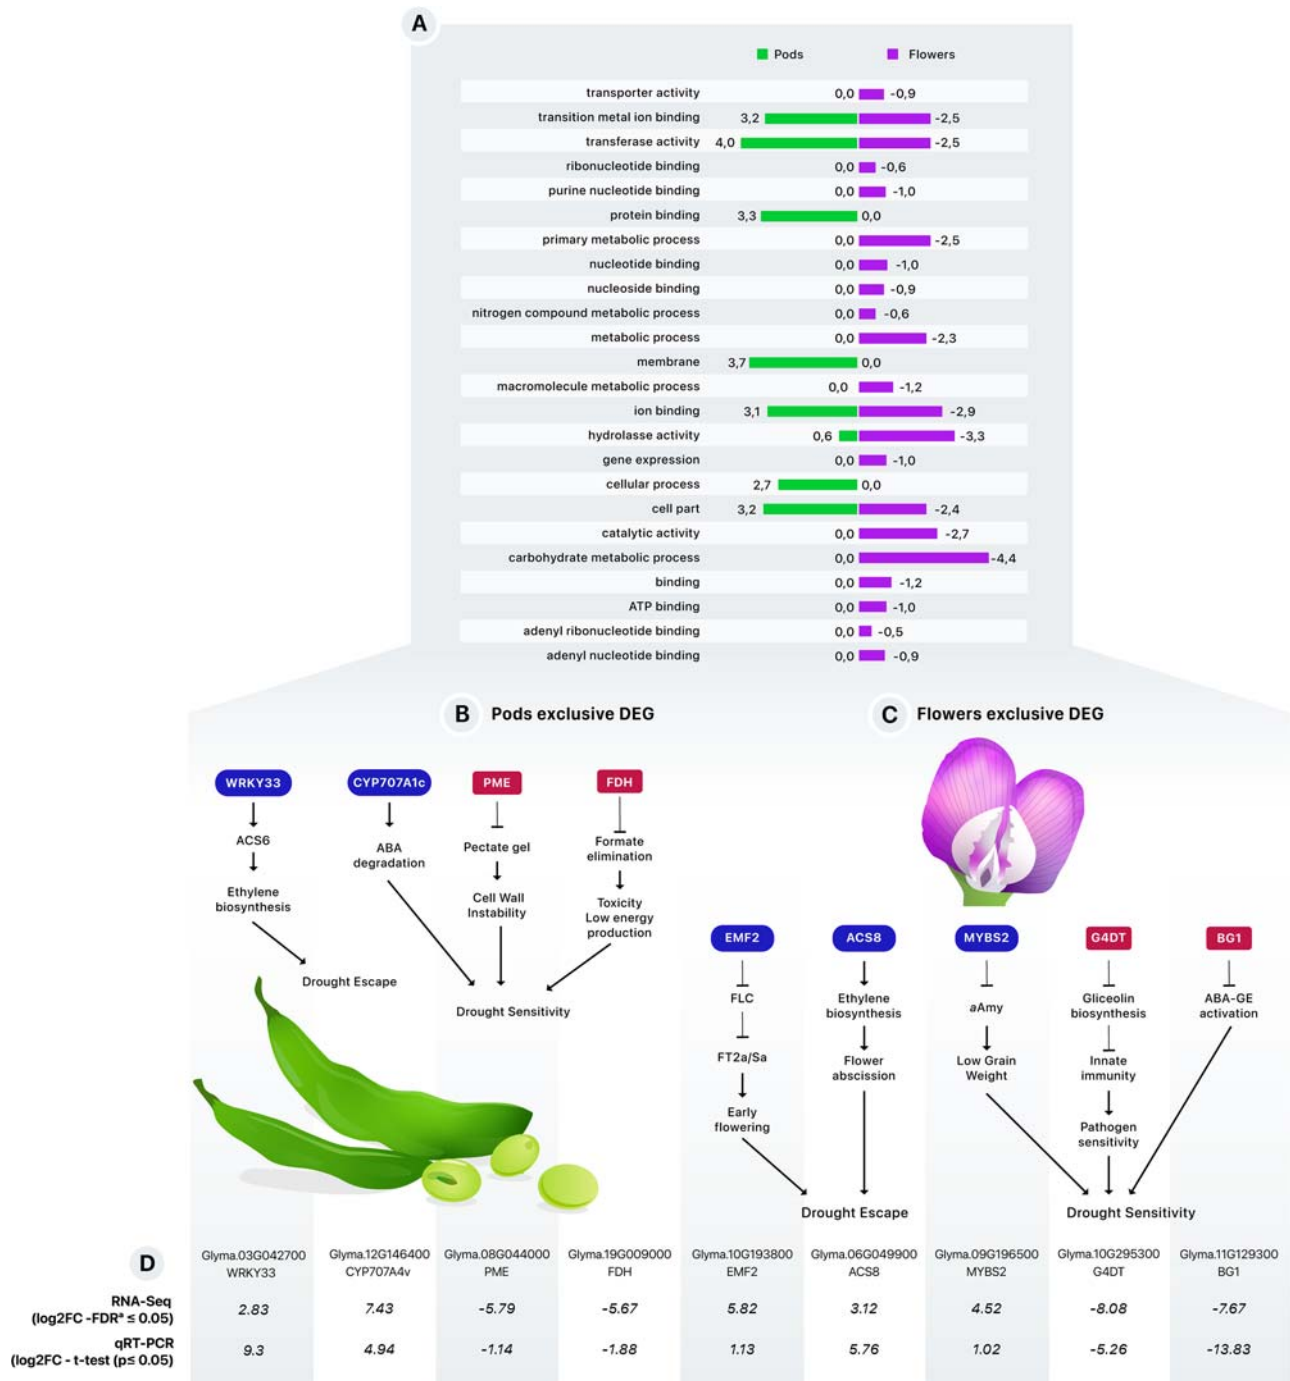 A
Pods Flowers
transporter activity 0,0 -0,9
transition metal ion binding 3,2 -2,5
transferase activity 4,0 -2,5
ribonucleotide binding 0,0 -0,6
purine nucleotide binding 0,0 -1,0
protein binding 3,3 0,0
primary metabolic process 0,0 -2,5
nucleotide binding 0,0 -1,0
nucleoside binding 0,0 -0,9
nitrogen compound metabolic process 0,0 -0,6
metabolic process 0,0 -2,3
membrane 3,7 0,0
macromolecule metabolic process 0,0 -1,2
ion binding 3,1 -2,9
hydrolasse activity 0,6 -3,3
gene expression 0,0 -1,0
cellular process 2,7 0,0
cell part 3,2 -2,4
catalytic activity 0,0 -2,7
carbohydrate metabolic process 0,0 -4,4
binding 0,0 -1,2
ATP binding 0,0 -1,0
adenyl ribonucleotide binding 0,0 -0,5
adenyl nucleotide binding 0,0 -0,9
B Pods exclusive DEG
WRKY33 CYP707A1c PME FDH
ACS6
ABA
degradation
Pectate gel
Formate
elimination
Ethylene
biosynthesis
Cell Wall
Instability
Toxicity
Low energy
production
Drought Escape
Drought Sensitivity
C Flowers exclusive DEG
EMF2 ACS8 MYBS2 G4DT BG1
FLC
Ethylene
biosynthesis
aAmy
Gliceolin
biosynthesis
ABA-GE
activation
FT2a/Sa
Flower
abscission
Low Grain
Weight
Innate
immunity
Early
flowering
Pathogen
sensitivity
Drought Escape
Drought Sensitivity
D
Glyma.03G042700 Glyma.12G146400 Glyma.08G044000 Glyma.19G009000 Glyma.10G193800 Glyma.06G049900 Glyma.09G196500 Glyma.10G295300 Glyma.11G129300
WRKY33 CYP707A4v PME FDH EMF2 ACS8 MYBS2 G4DT BG1
RNA-Seq
(log2FC -FDRª ≤ 0.05) 2.83 7.43 -5.79 -5.67 5.82 3.12 4.52 -8.08 -7.67
qRT-PCR
(log2FC - t-test (p≤ 0.05) 9.3 4.94 -1.14 -1.88 1.13 5.76 1.02 -5.26 -13.83